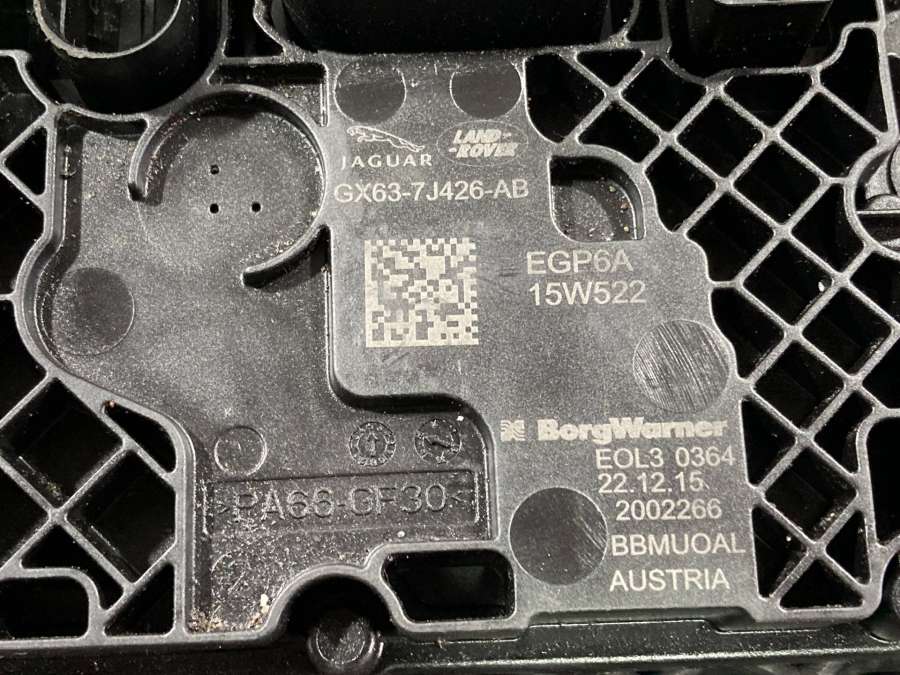 JAGUAR
LAND-
-ROVER
GX63-7J426-AB
EGP6A
15W522
BorgWarner
EOL3 0364
22.12.15
2002266
BBMUOAL
AUSTRIA
>PA66-GF30<